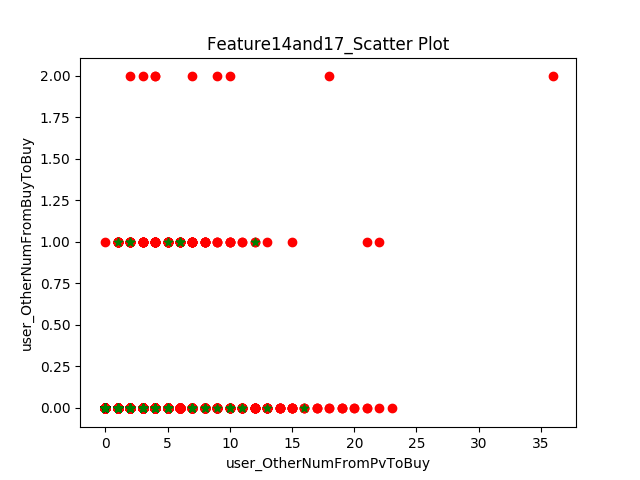 Feature14and17_Scatter Plot
user_OtherNumFromBuyToBuy
2.00
1.75
1.50
1.25
1.00
0.75
0.50
0.25
0.00
0 5 10 15 20 25 30 35
user_OtherNumFromPvToBuy